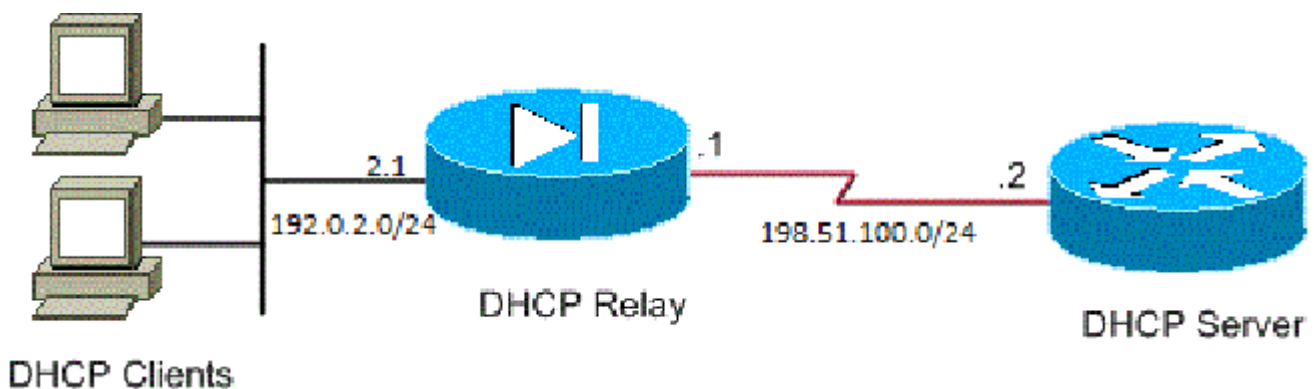 2.1
192.0.2.0/24
.1
.2
198.51.100.0/24
DHCP Relay
DHCP Server
DHCP Clients